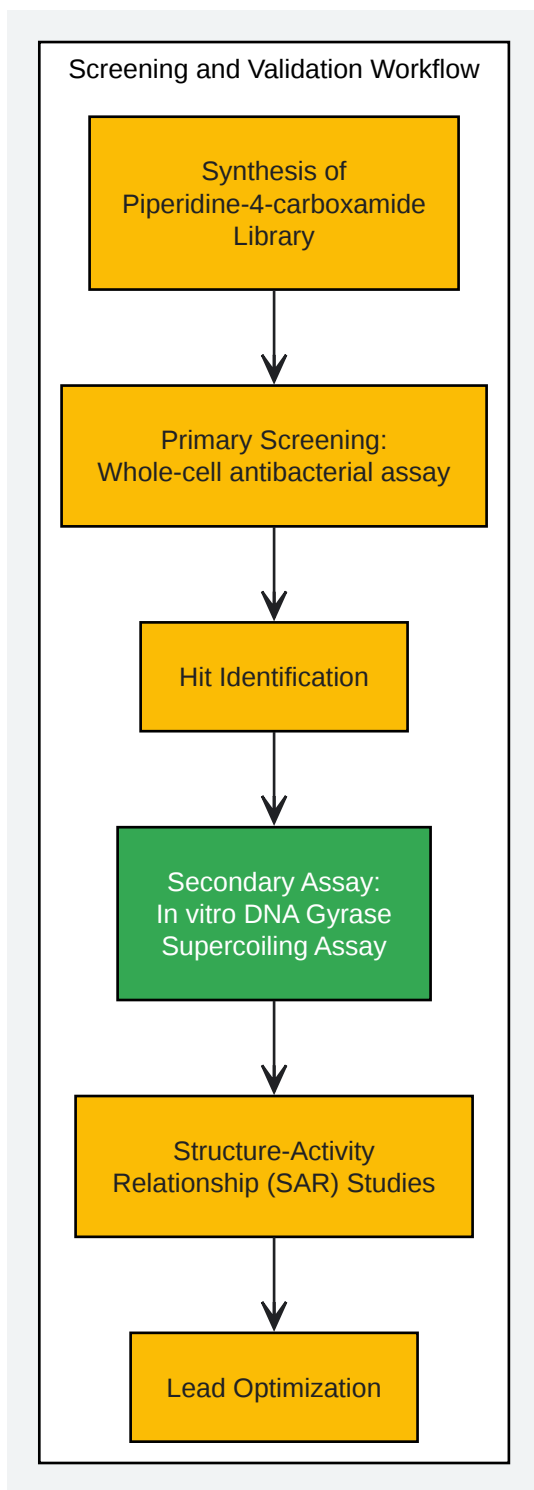 Screening and Validation Workflow
Synthesis of
Piperidine-4-carboxamide
Library
Primary Screening:
Whole-cell antibacterial assay
Hit Identification
Secondary Assay:
In vitro DNA Gyrase
Supercoiling Assay
Structure-Activity
Relationship (SAR) Studies
Lead Optimization